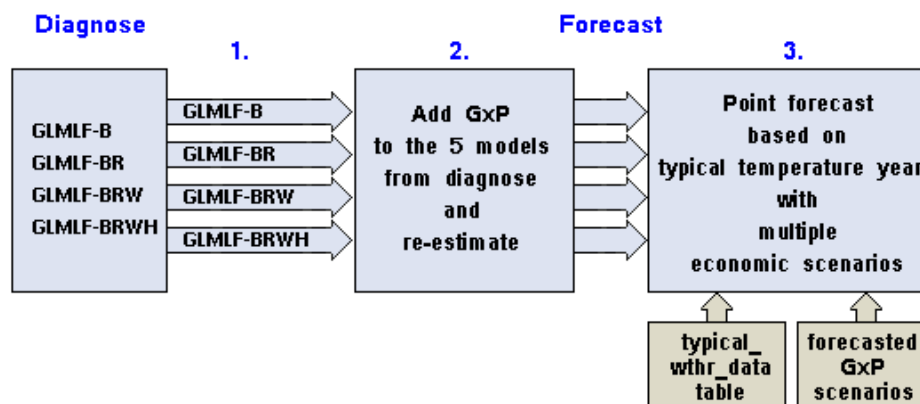 Diagnose
Forecast
1.
2.
3.
GLMLF-B
GLMLF-BR
GLMLF-BRW
GLMLF-BRWH
GLMLF-B
GLMLF-BR
GLMLF-BRW
GLMLF-BRWH
Add GxP
to the 5 models
from diagnose
and
re-estimate
Point forecast
based on
typical temperature year
with
multiple
economic scenarios
typical_
wthr_data
table
forecasted
GxP
scenarios